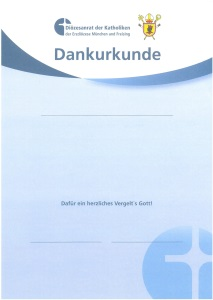 Diözesanrat der Katholiken
der Erzdiözese München und Freising
Dankurkunde
Dafür ein herzliches Vergelt´s Gott!